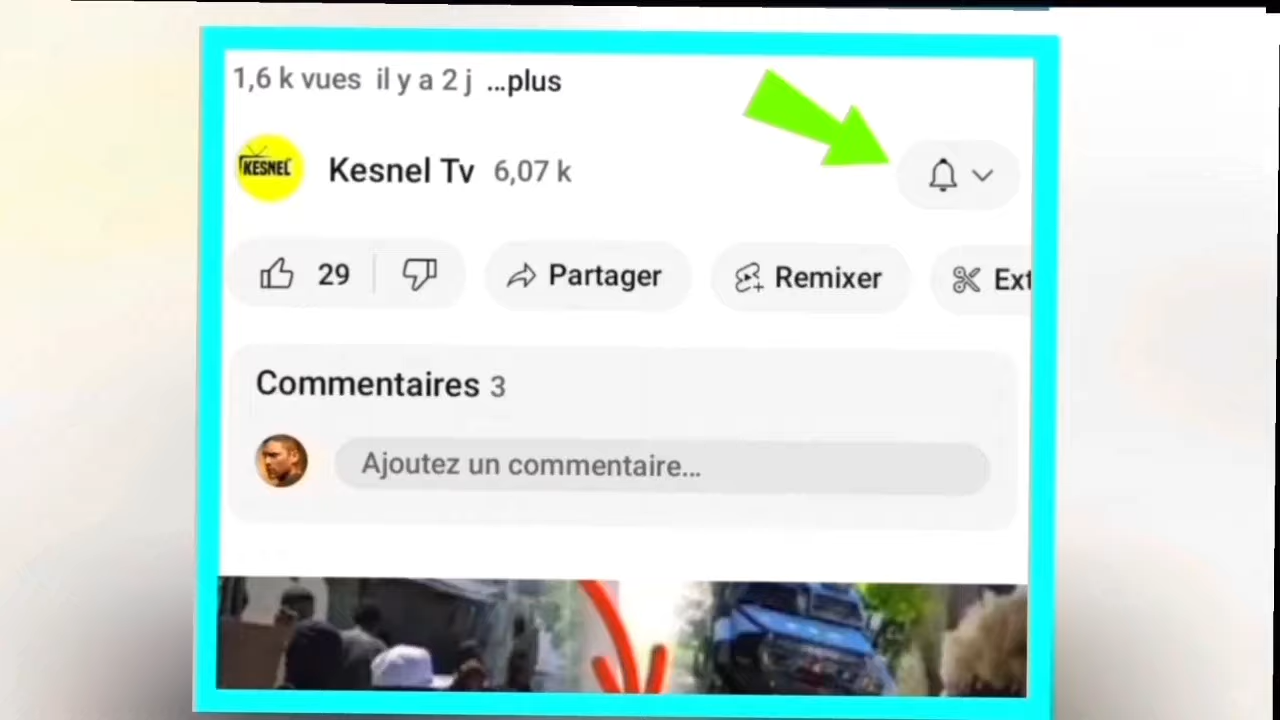 1,6 k vues il y a 2 j ...plus
KESNEL
Kesnel Tv 6,07 k
29
Partager
Remixer
Ext
Commentaires 3
Ajoutez un commentaire...